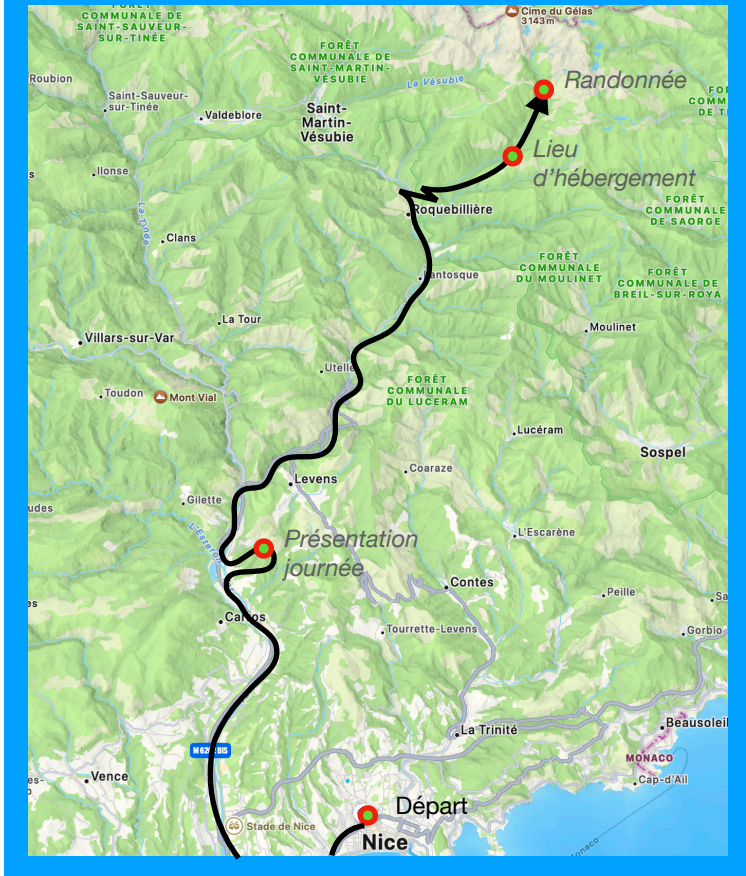 COMMUNALE DE
SAINT-SAUVEUR-
SUR-TINÉE
Cime du Gélas
3143m
FORÊT
COMMUNALE DE
SAINT-MARTIN-
VÉSUBIE
Roubion
La Vésubie
Randonnée
Saint-Sauveur-
sur-Tinée
Valdeblore
Saint-
Martin-
Vésubie
Lieu
d'hébergement
Ilonse
La Tinée
Roquebillière
FORÊT
COMMUNALE
DE SAORGE
Clans
FORÊT
COMMUNALE
DU MOULINET
FORÊT
COMMUNALE DE
BREIL-SUR-ROYA
Lantosque
La Tour
Moulinet
Villars-sur-Var
Utelle
FORÊT
COMMUNALE
DU LUCERAM
Toudon
Mont Vial
Lucéram
Sospel
Coaraze
Levens
Gilette
L'Esteron
L'Escarène
Présentation
journée
Contes
Peille
Carros
Tourrette-Levens
Gorbio
La Trinité
Beausoleil
M6202BIS
MONACO
Vence
Cap-d'Ail
Départ
Stade de Nice
Nice